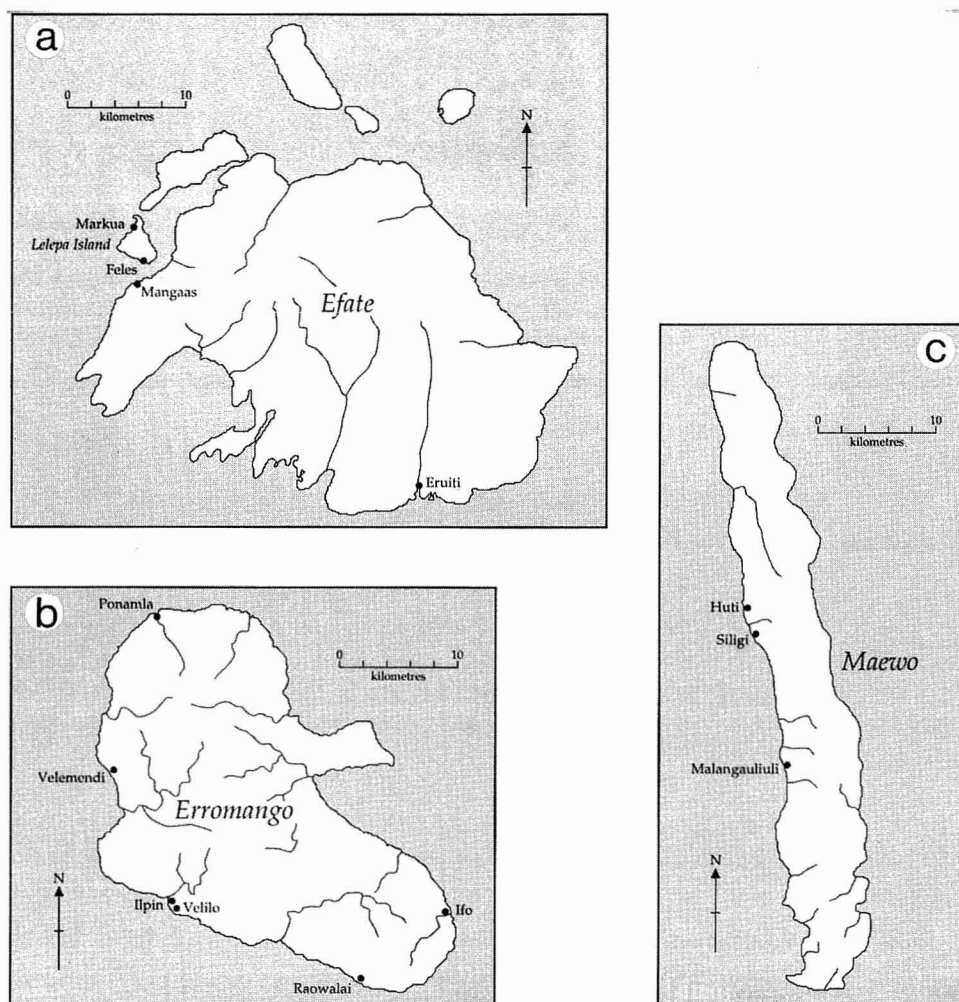 a
0 10
kilometres
N
Markua
Lelepa Island
Feles
Mangaas
Efate
Eruiti
b
Ponamla
0 10
kilometres
Velemendi
Erromango
N
Ilpin
Velilo
Ifo
Raowalai
c
0 10
kilometres
Huti
Siligi
Maewo
Malangauliuli
N